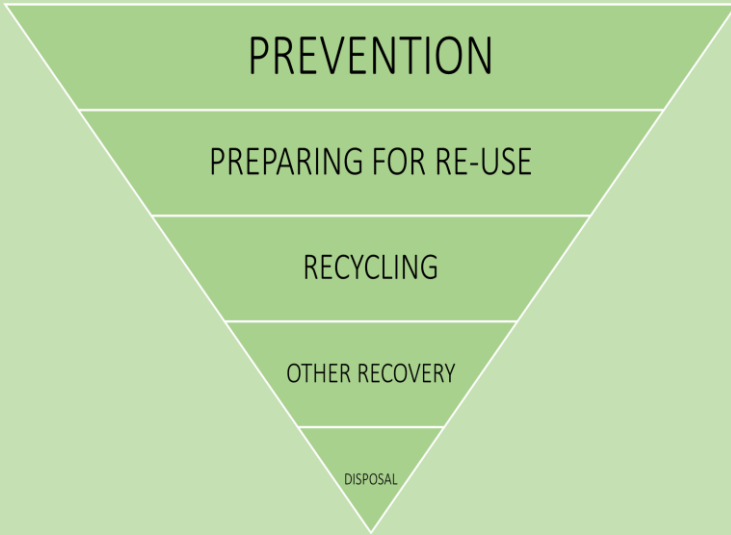 PREVENTION
PREPARING FOR RE-USE
RECYCLING
OTHER RECOVERY
DISPOSAL